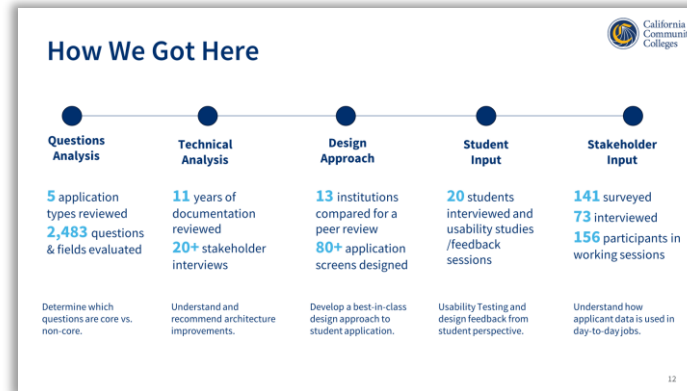 How We Got Here
California
Communit
Colleges
Questions
Analysis
5 application
types reviewed
2,483 questions
& fields evaluated
Determine which
questions are core vs.
non-core.
Technical
Analysis
11 years of
documentation
reviewed
20+ stakeholder
interviews
Understand and
recommend architecture
improvements.
Design
Approach
13 institutions
compared for a
peer review
80+ application
screens designed
Develop a best-in-class
design approach to
student application.
Student
Input
20 students
interviewed and
usability studies
/feedback
sessions
Usability Testing and
design feedback from
student perspective.
Stakeholder
Input
141 surveyed
73 interviewed
156 participants in
working sessions
Understand how
applicant data is used in
day-to-day jobs.
12